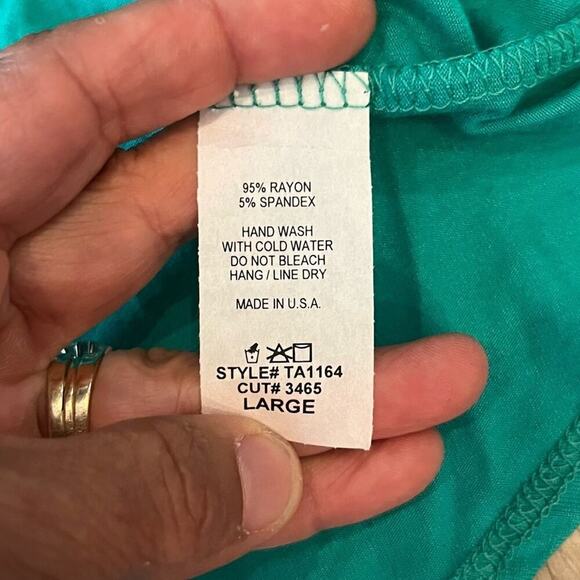 95% RAYON
5% SPANDEX
HAND WASH
WITH COLD WATER
DO NOT BLEACH
HANG / LINE DRY
MADE IN U.S.A.
STYLE# TA1164
CUT# 3465
LARGE